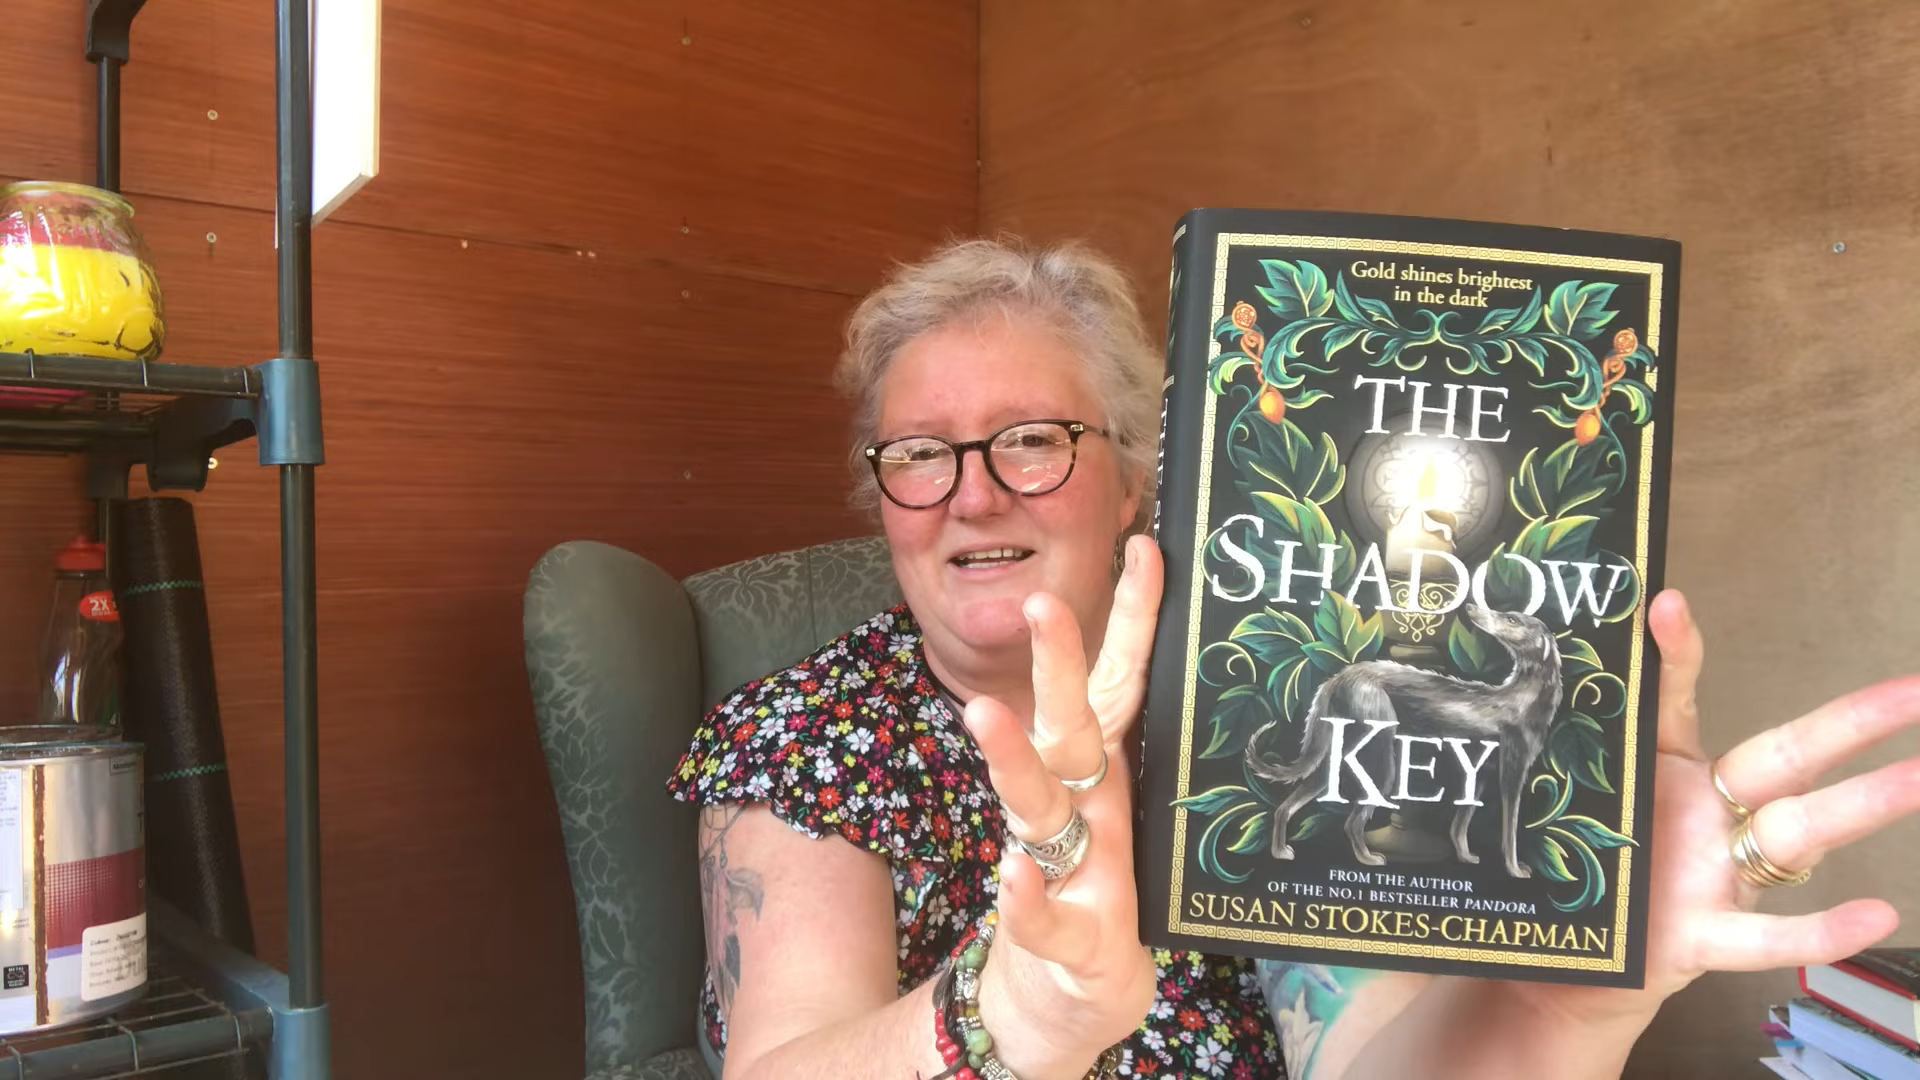 Gold shines brightest
in the dark
THE
SHADOW
KEY
FROM THE AUTHOR
OF THE NO.1 BESTSELLER PANDORA
SUSAN STOKES-CHAPMAN
2X